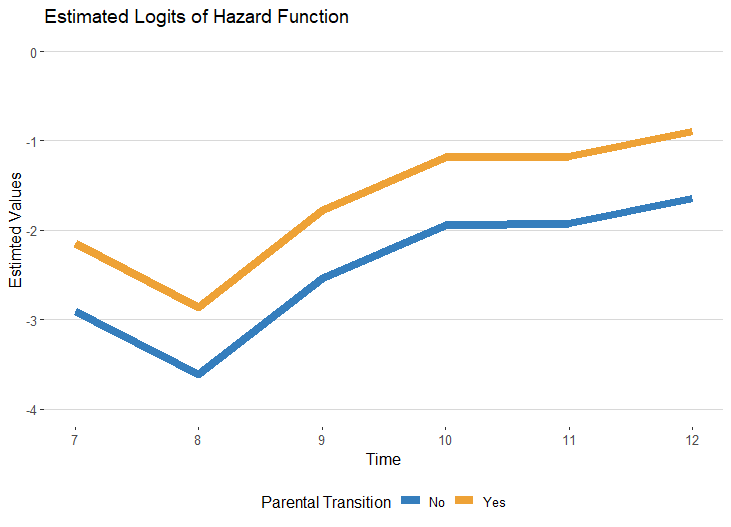 Estimated Logits of Hazard Function
0
-1
-2
-3
-4
Estimted Values
7 8 9 10 11 12
Time
Parental Transition No Yes